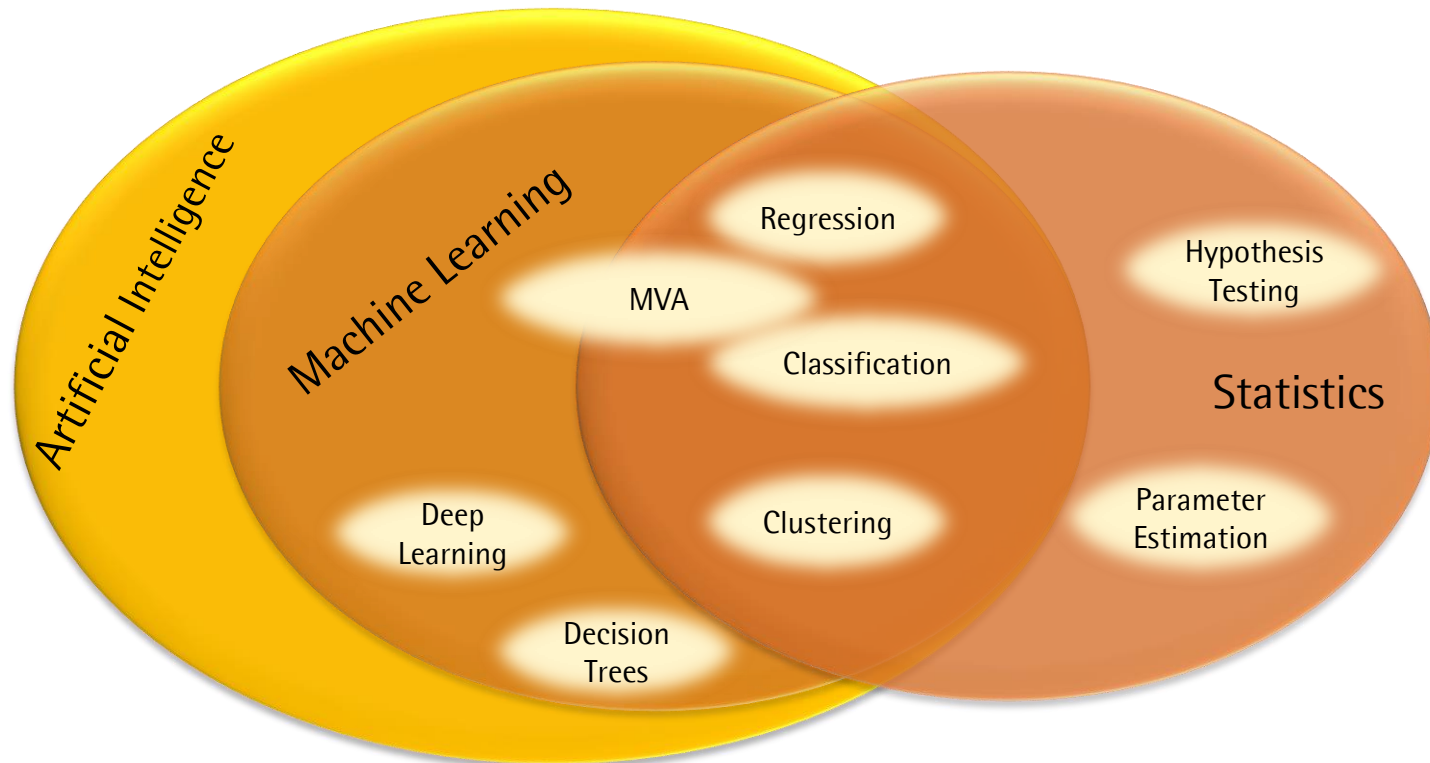 Artificial Intelligence
Machine Learning
Regression
MVA
Classification
Clustering
Deep
Learning
Decision
Trees
Hypothesis
Testing
Statistics
Parameter
Estimation